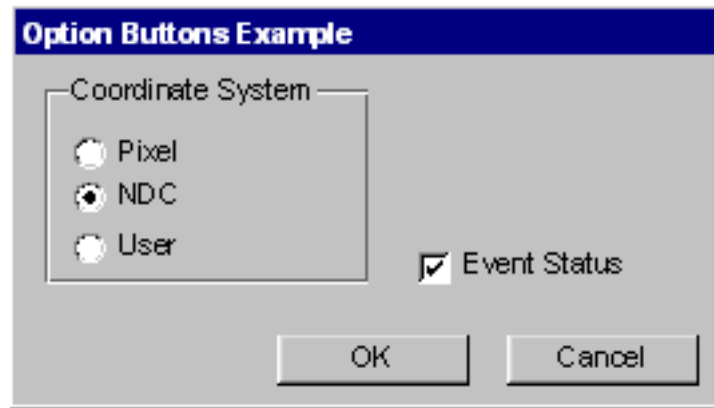 Option Buttons Example
Coordinate System
Pixel
NDC
User
Event Status
OK
Cancel